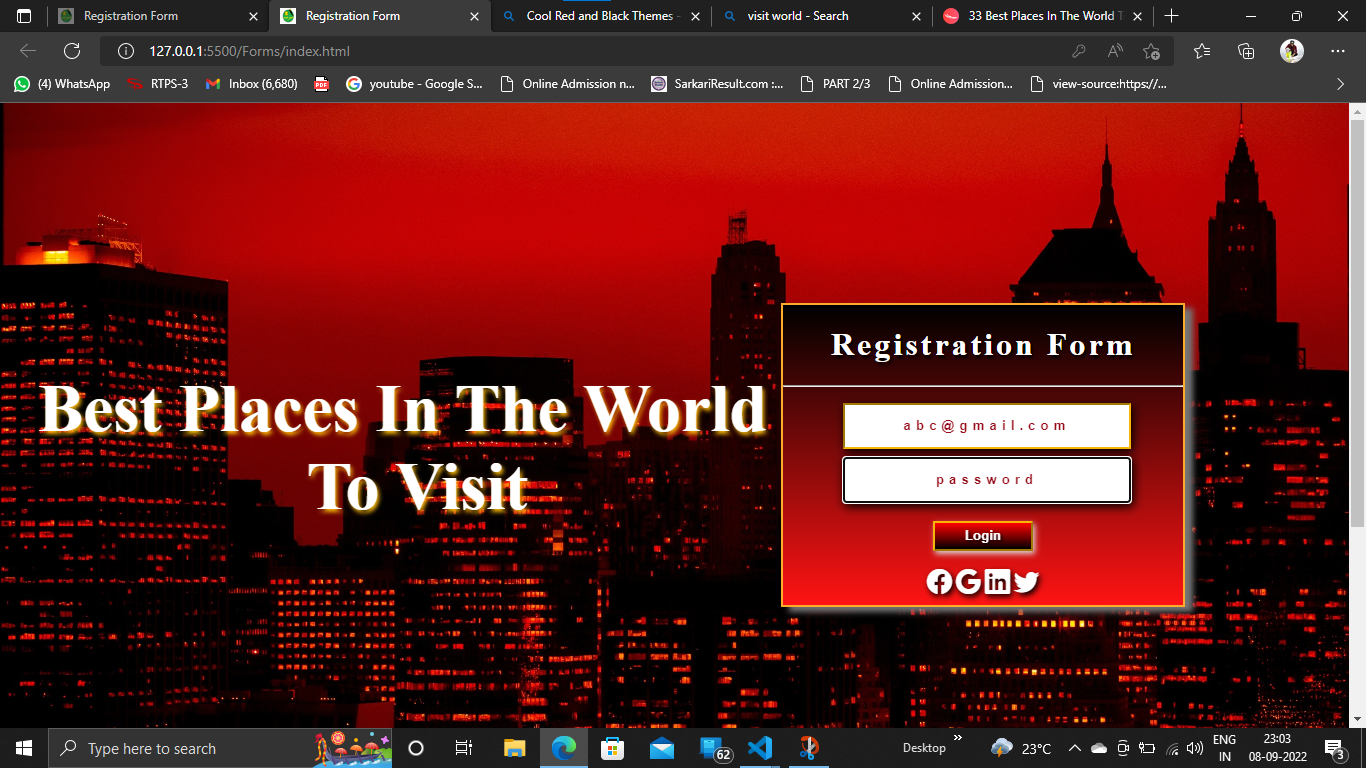 Registration Form
Registration Form
Cool Red and Black Themes -
visit world - Search
33 Best Places In The World T
127.0.0.1:5500/Forms/index.html
(4) WhatsApp
RTPS-3
Inbox (6,680)
PDF
youtube - Google S...
Online Admission n...
SarkariResult.com :...
PART 2/3
Online Admission...
view-source:https://...
Best Places In The World
To Visit
Registration Form
abc@gmail.com
password
Login
Type here to search
62
Desktop
23°C
ENG
IN
23:03
08-09-2022
3